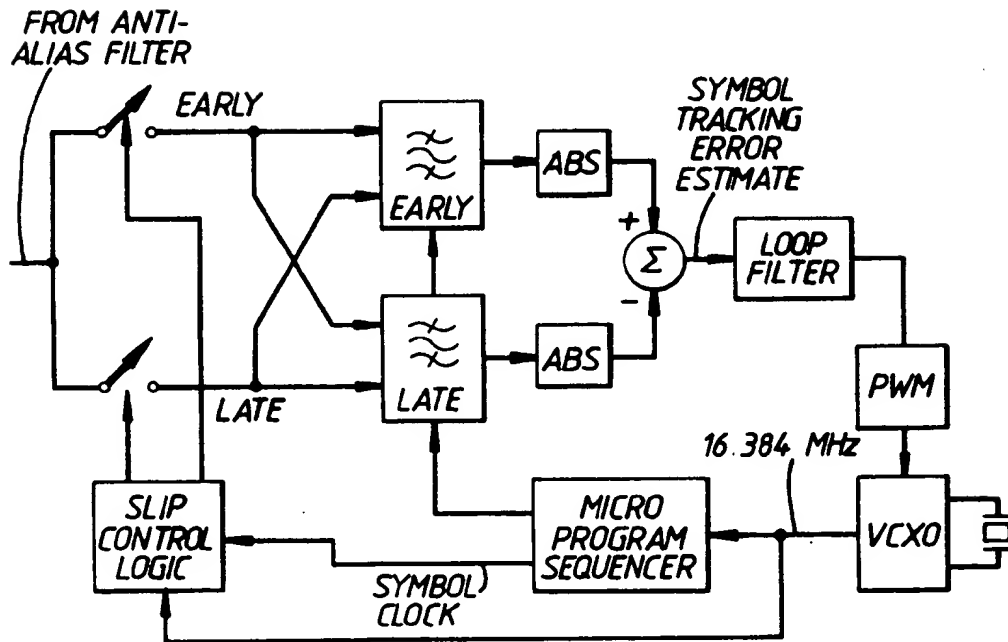 FROM ANTI-
ALIAS FILTER
EARLY
EARLY
ABS
SYMBOL
TRACKING
ERROR
ESTIMATE
+
Σ
-
LOOP
FILTER
LATE
LATE
ABS
PWM
16.384 MHz
SLIP
CONTROL
LOGIC
SYMBOL
CLOCK
MICRO
PROGRAM
SEQUENCER
VCXO